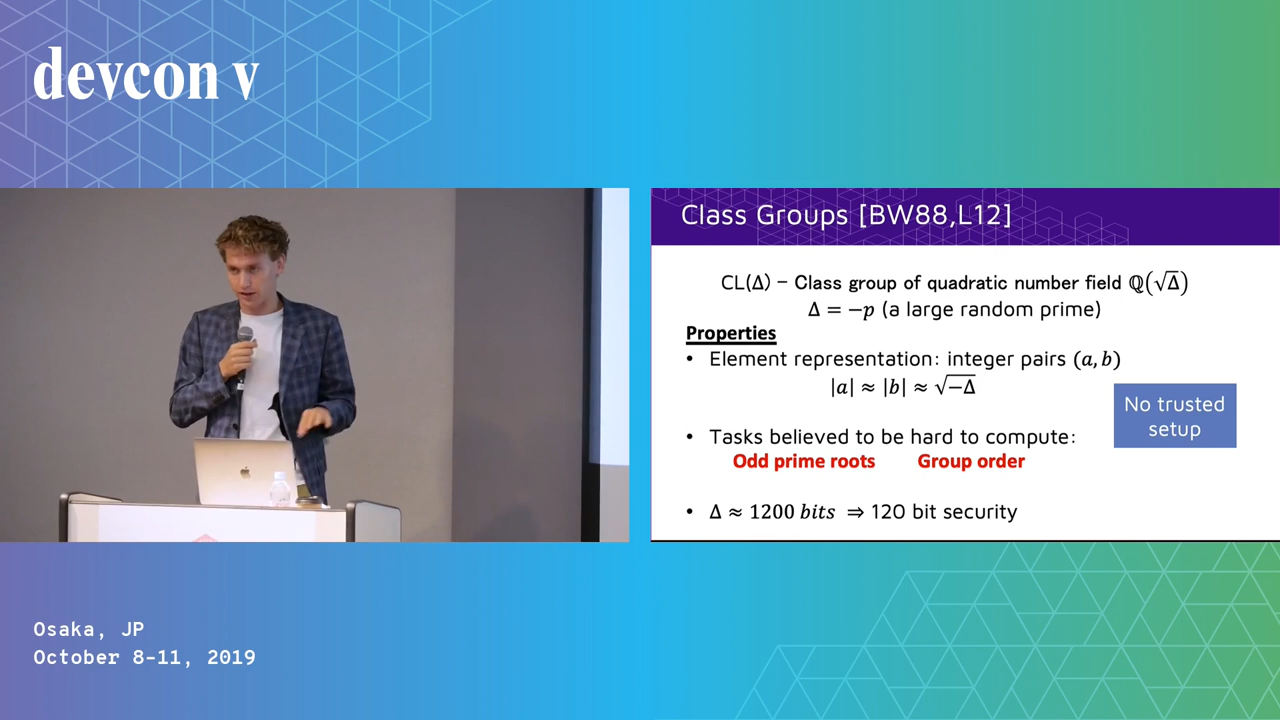 devcon v
Class Groups [BW88,L12]
CL(Δ) – Class group of quadratic number field ℚ(√Δ)
Δ = −p (a large random prime)
Properties
• Element representation: integer pairs (a, b)
|a| ≈ |b| ≈ √−Δ
No trusted
setup
• Tasks believed to be hard to compute:
Odd prime roots Group order
• Δ ≈ 1200 bits ⇒ 120 bit security
Osaka, JP
October 8-11, 2019